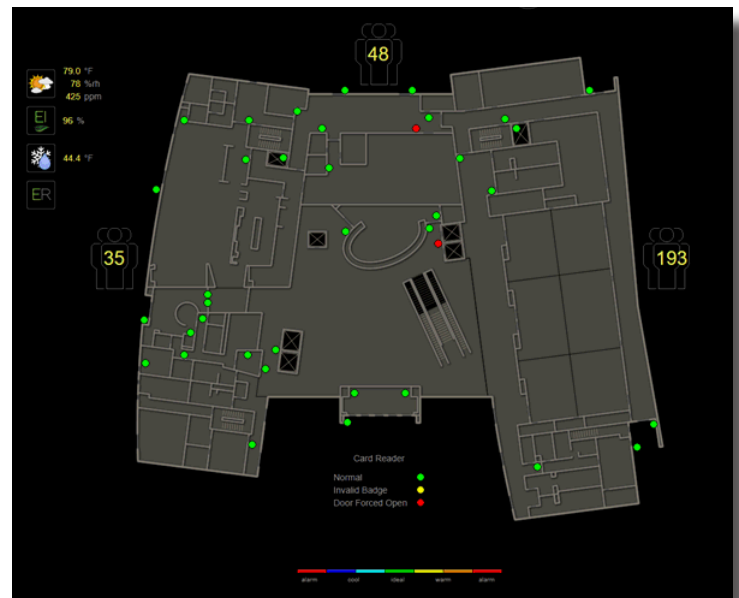 48
79.0 °F
78 %rh
425 ppm
EI
96 %
44.4 °F
ER
35
193
Card Reader
Normal
Invalid Badge
Door Forced Open
alarm cool ideal warm alarm